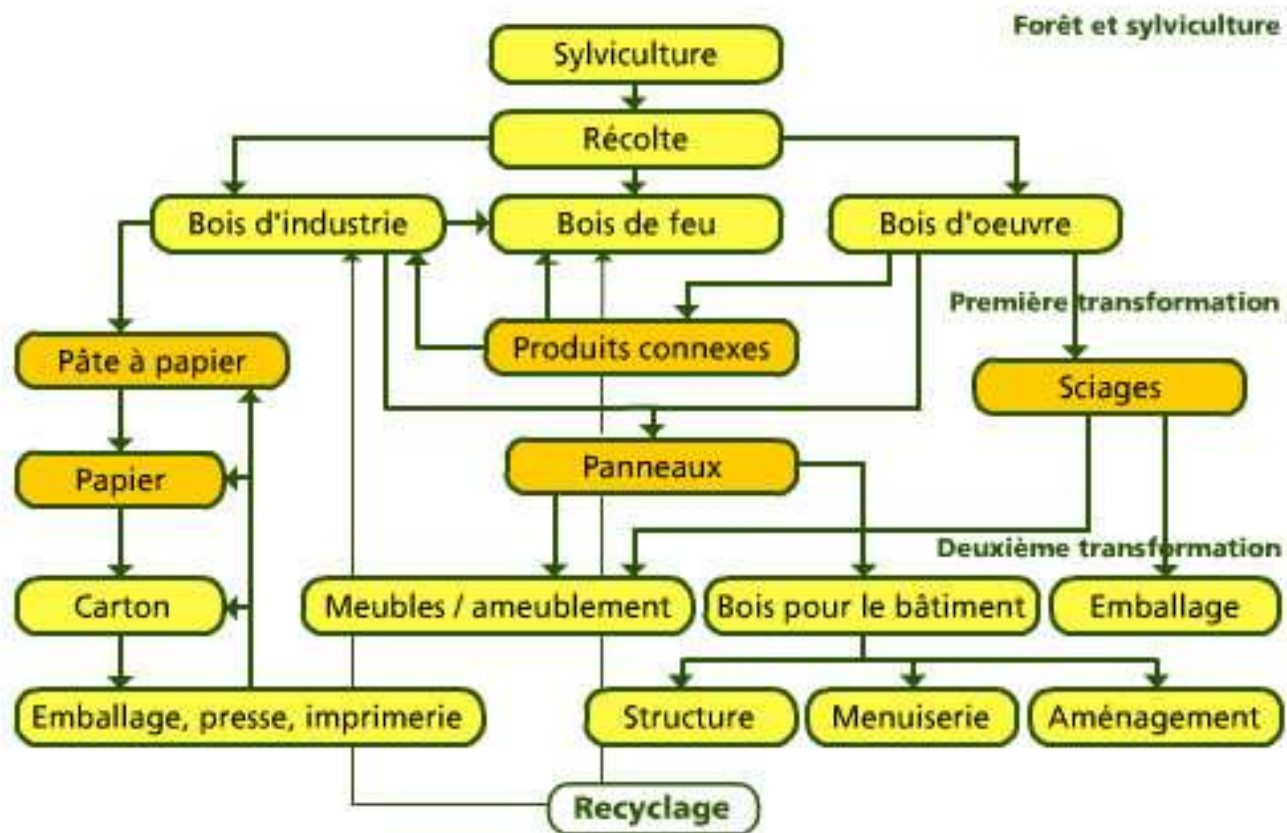 Forêt et sylviculture
Sylviculture
Récolte
Bois d'industrie
Bois de feu
Bois d'oeuvre
Première transformation
Pâte à papier
Produits connexes
Sciages
Papier
Panneaux
Deuxième transformation
Carton
Meubles / ameublement
Bois pour le bâtiment
Emballage
Emballage, presse, imprimerie
Structure
Menuiserie
Aménagement
Recyclage